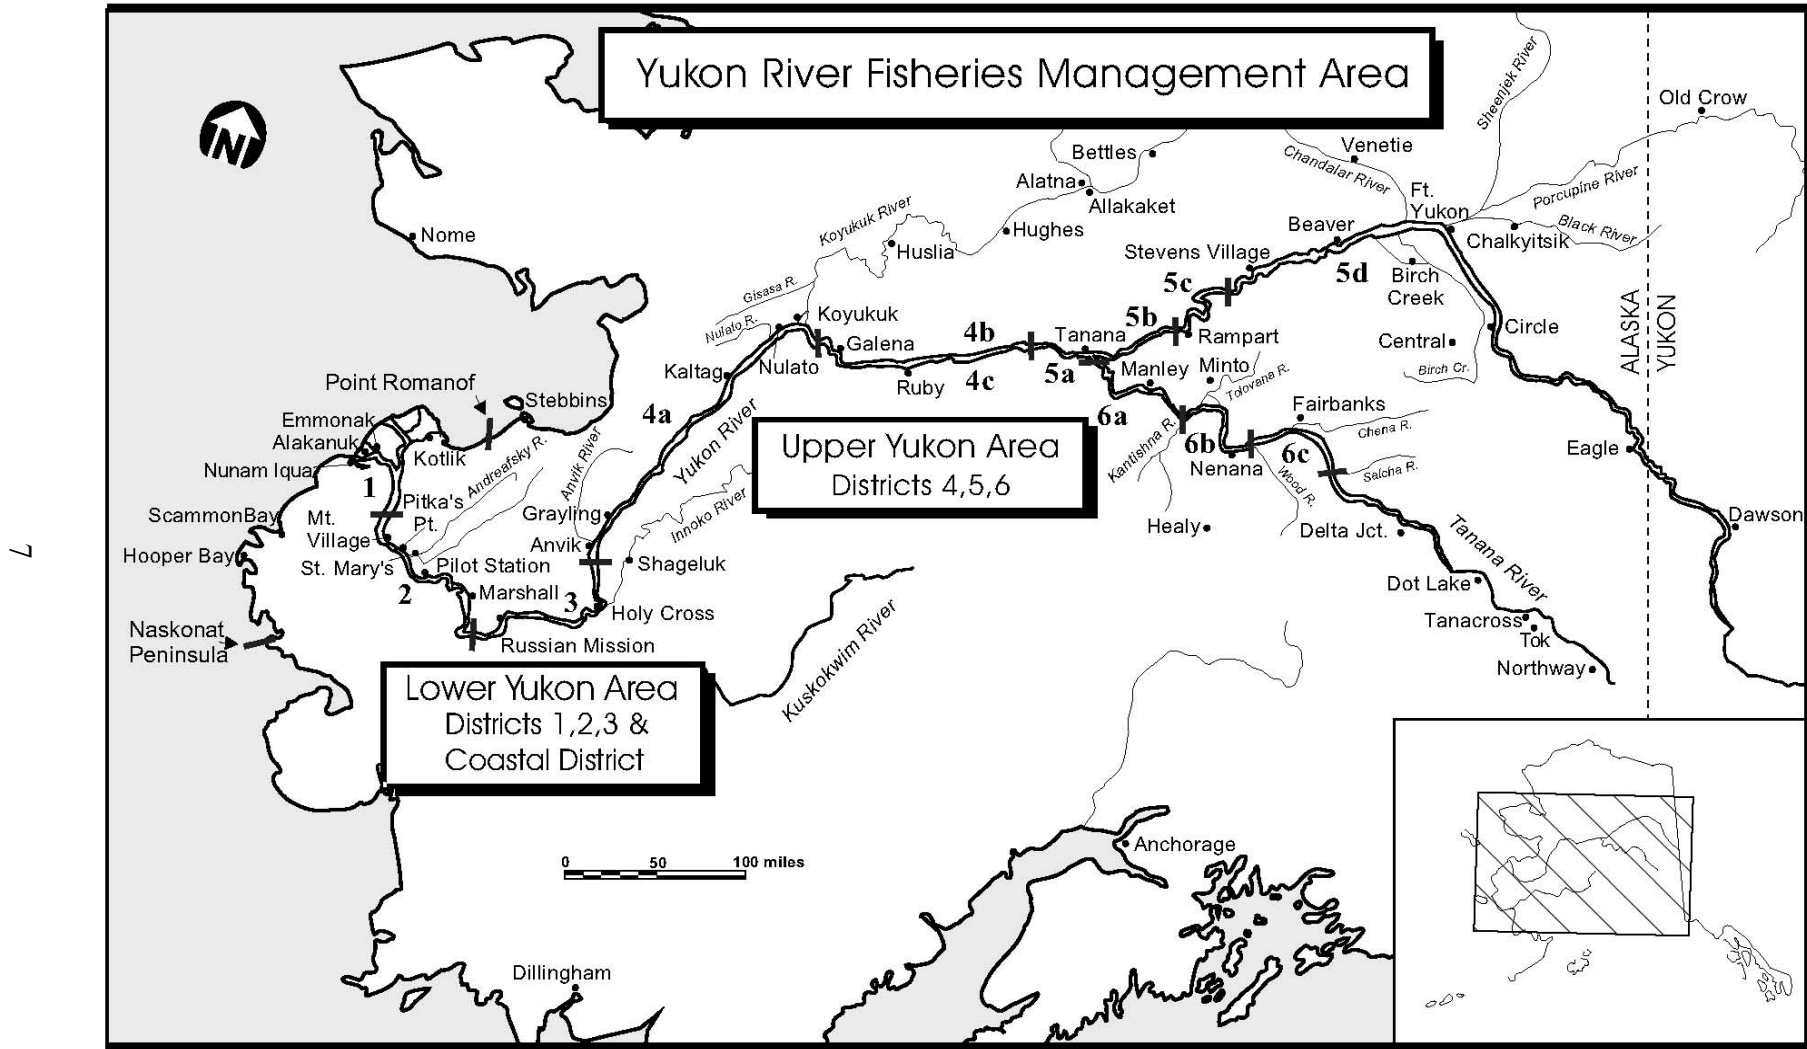 Yukon River Fisheries Management Area
N
7
Nome
Bettles
Alatna
Allakaket
Hughes
Koyukuk River
Huslia
Gisasa R.
Nulato R.
Koyukuk
Nulato
Galena
Kaltag
4a
Yukon River
4b
Ruby
4c
Tanana
5a
5b
5c
5d
Stevens Village
Rampart
Beaver
Venetie
Chandalar River
Ft.
Yukon
Sheenjek River
Old Crow
Porcupine River
Black River
Chalkyitsik
Birch
Creek
Central
Birch Cr.
Circle
ALASKA
YUKON
Eagle
Dawson
Manley
Minto
Tolovana R.
6a
Kantishna R.
6b
Nenana
Wood R.
6c
Fairbanks
Chena R.
Salcha R.
Healy
Delta Jct.
Tanana River
Dot Lake
Tanacross
Tok
Northway
Upper Yukon Area
Districts 4,5,6
Point Romanof
Stebbins
Emmonak
Alakanuk
Kotlik
Nunam Iqua
1
Andreafsky R.
Anvik River
Scammon Bay
Hooper Bay
Mt.
Village
Pitka's
Pt.
St. Mary's
2
Pilot Station
Marshall
Russian Mission
3
Holy Cross
Grayling
Anvik
Innoko River
Shageluk
Naskonat
Peninsula
Lower Yukon Area
Districts 1,2,3 &
Coastal District
Kuskokwim River
Anchorage
Dillingham
0 50 100 miles